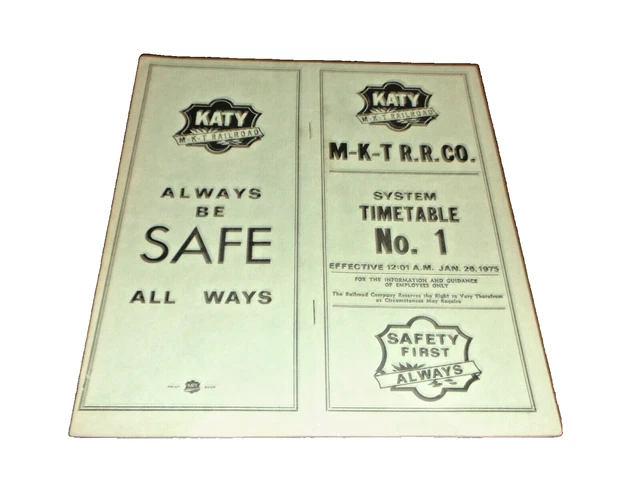 KATY
M-K-T RAILROAD
ALWAYS
BE
SAFE
ALL WAYS
KATY
KATY
M-K-T RAILROAD
M-K-T R.R.CO.
SYSTEM
TIMETABLE
No. 1
EFFECTIVE 12:01 A.M. JAN. 26, 1975
FOR THE INFORMATION AND GUIDANCE
OF EMPLOYEES ONLY
The Railroad Company Reserves the Right to Vary Therefrom
as Circumstances May Require
SAFETY
FIRST
ALWAYS